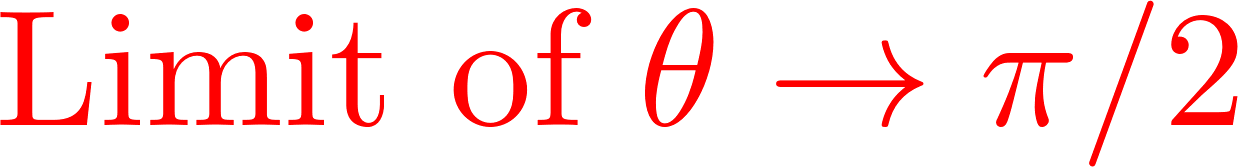 Limit of θ → π/2